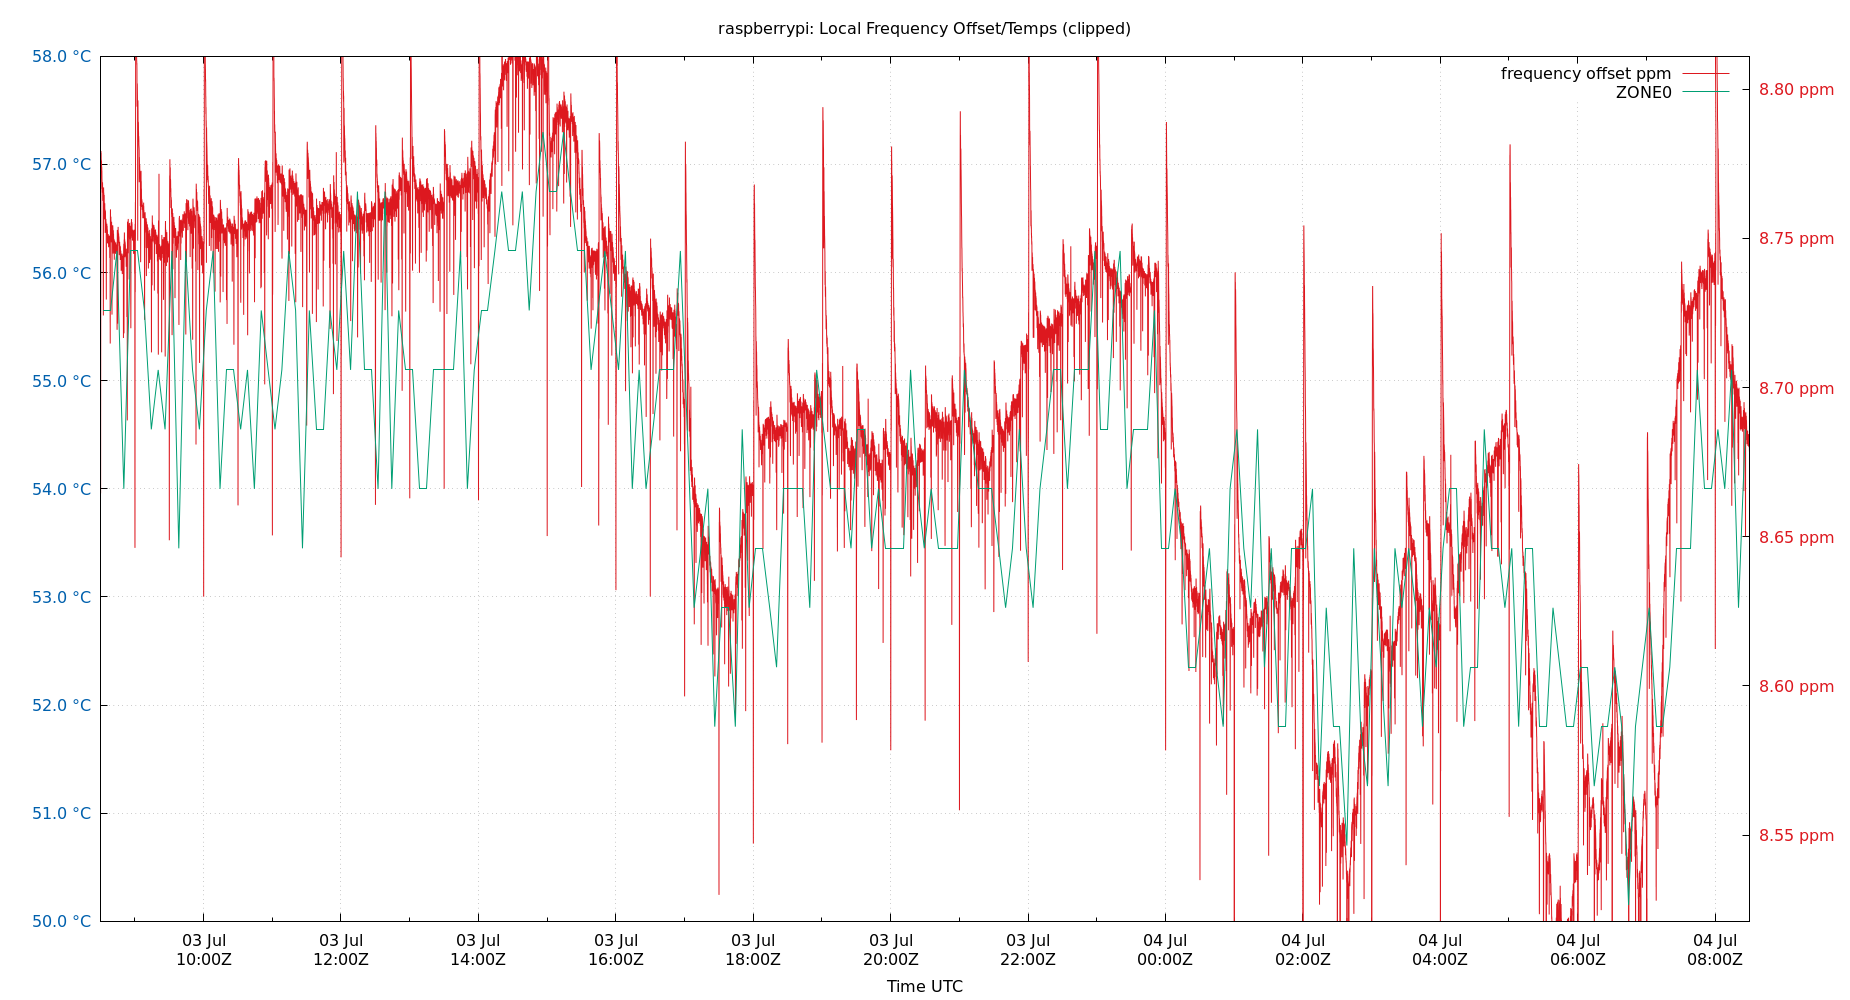 raspberrypi: Local Frequency Offset/Temps (clipped)
frequency offset ppm
ZONE0
58.0 °C
57.0 °C
56.0 °C
55.0 °C
54.0 °C
53.0 °C
52.0 °C
51.0 °C
50.0 °C
8.80 ppm
8.75 ppm
8.70 ppm
8.65 ppm
8.60 ppm
8.55 ppm
03 Jul 03 Jul 03 Jul 03 Jul 03 Jul 03 Jul 03 Jul 04 Jul 04 Jul 04 Jul 04 Jul 04 Jul
10:00Z 12:00Z 14:00Z 16:00Z 18:00Z 20:00Z 22:00Z 00:00Z 02:00Z 04:00Z 06:00Z 08:00Z
Time UTC